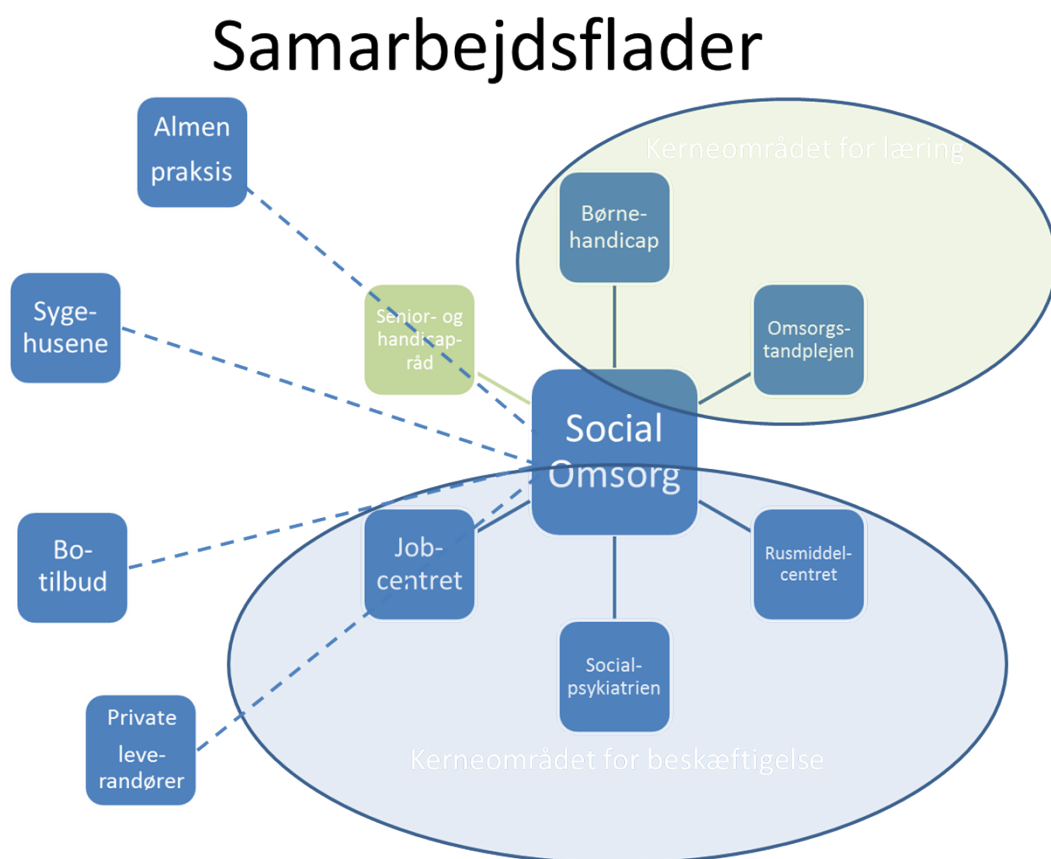 Samarbejdsflader
Almen
praksis
Kerneområdet for læring
Børne-
handicap
Syge-
husene
Senior- og
handicap-
råd
Omsorgs-
tandplejen
Social
Omsorg
Bo-
tilbud
Job-
centret
Rusmiddel-
centret
Social-
psykiatrien
Private
leve-
randører
Kerneområdet for beskæftigelse